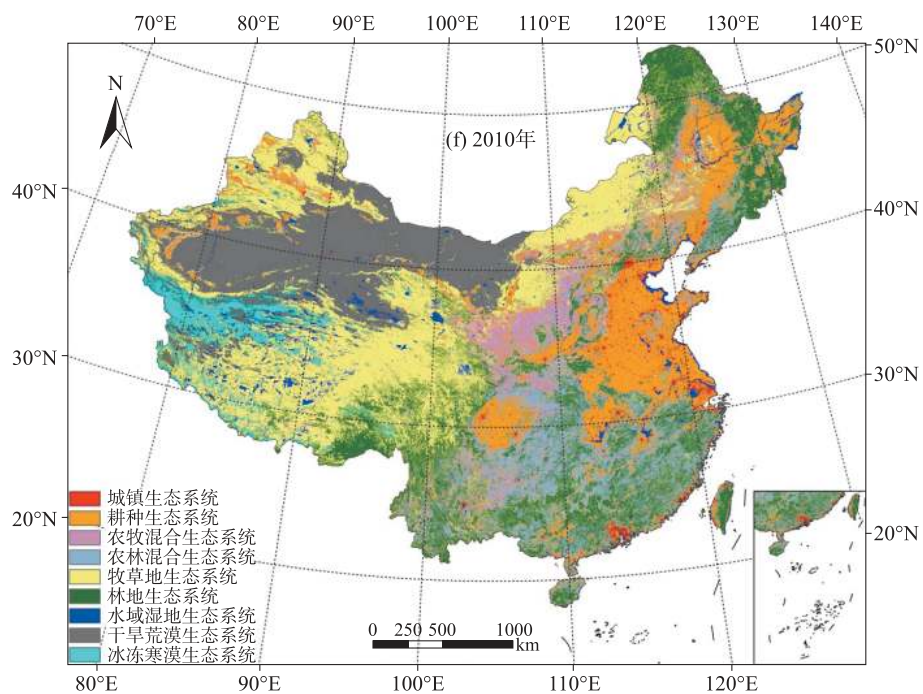 70°E 80°E 90°E 100°E 110°E 120°E 130°E 140°E
50°N
N
(f) 2010年
40°N
40°N
30°N
30°N
20°N
20°N
城镇生态系统
耕种生态系统
农牧混合生态系统
农林混合生态系统
牧草地生态系统
林地生态系统
水域湿地生态系统
干旱荒漠生态系统
冰冻寒漠生态系统
0 250 500 1000
km
80°E 90°E 100°E 110°E 120°E